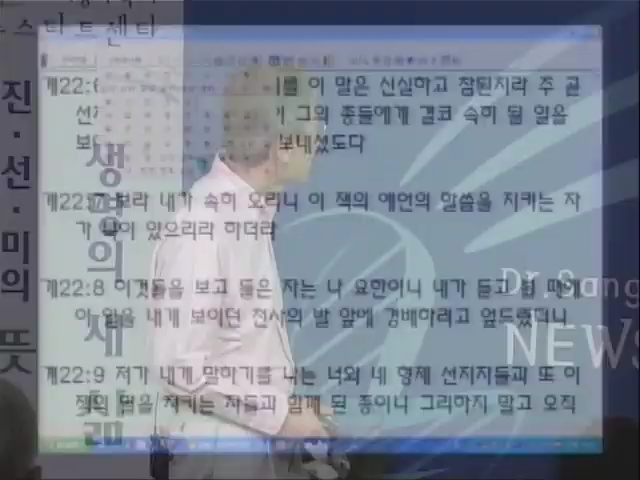 스타트센터
진·선·미의 뜻
생명의 새
계22:6 이 말은 신실하고 참된지라 주 곧
그의 종들에게 결코 속히 될 일을
보내셨도다
보라 내가 속히 오리니 이 책의 예언의 말씀을 지키는 자
가 복이 있으리라 하더라
계22:8 이것들을 보고 들은 자는 나 요한이니 내가 듣고 볼 때에
이 일을 내게 보이던 천사의 발 앞에 경배하려고 엎드렸더니
계22:9 저가 내게 말하기를 나는 너와 네 형제 선지자들과 또 이
책의 말을 지키는 자들과 함께 된 종이니 그리하지 말고 오직
Dr.Sang
NEWS